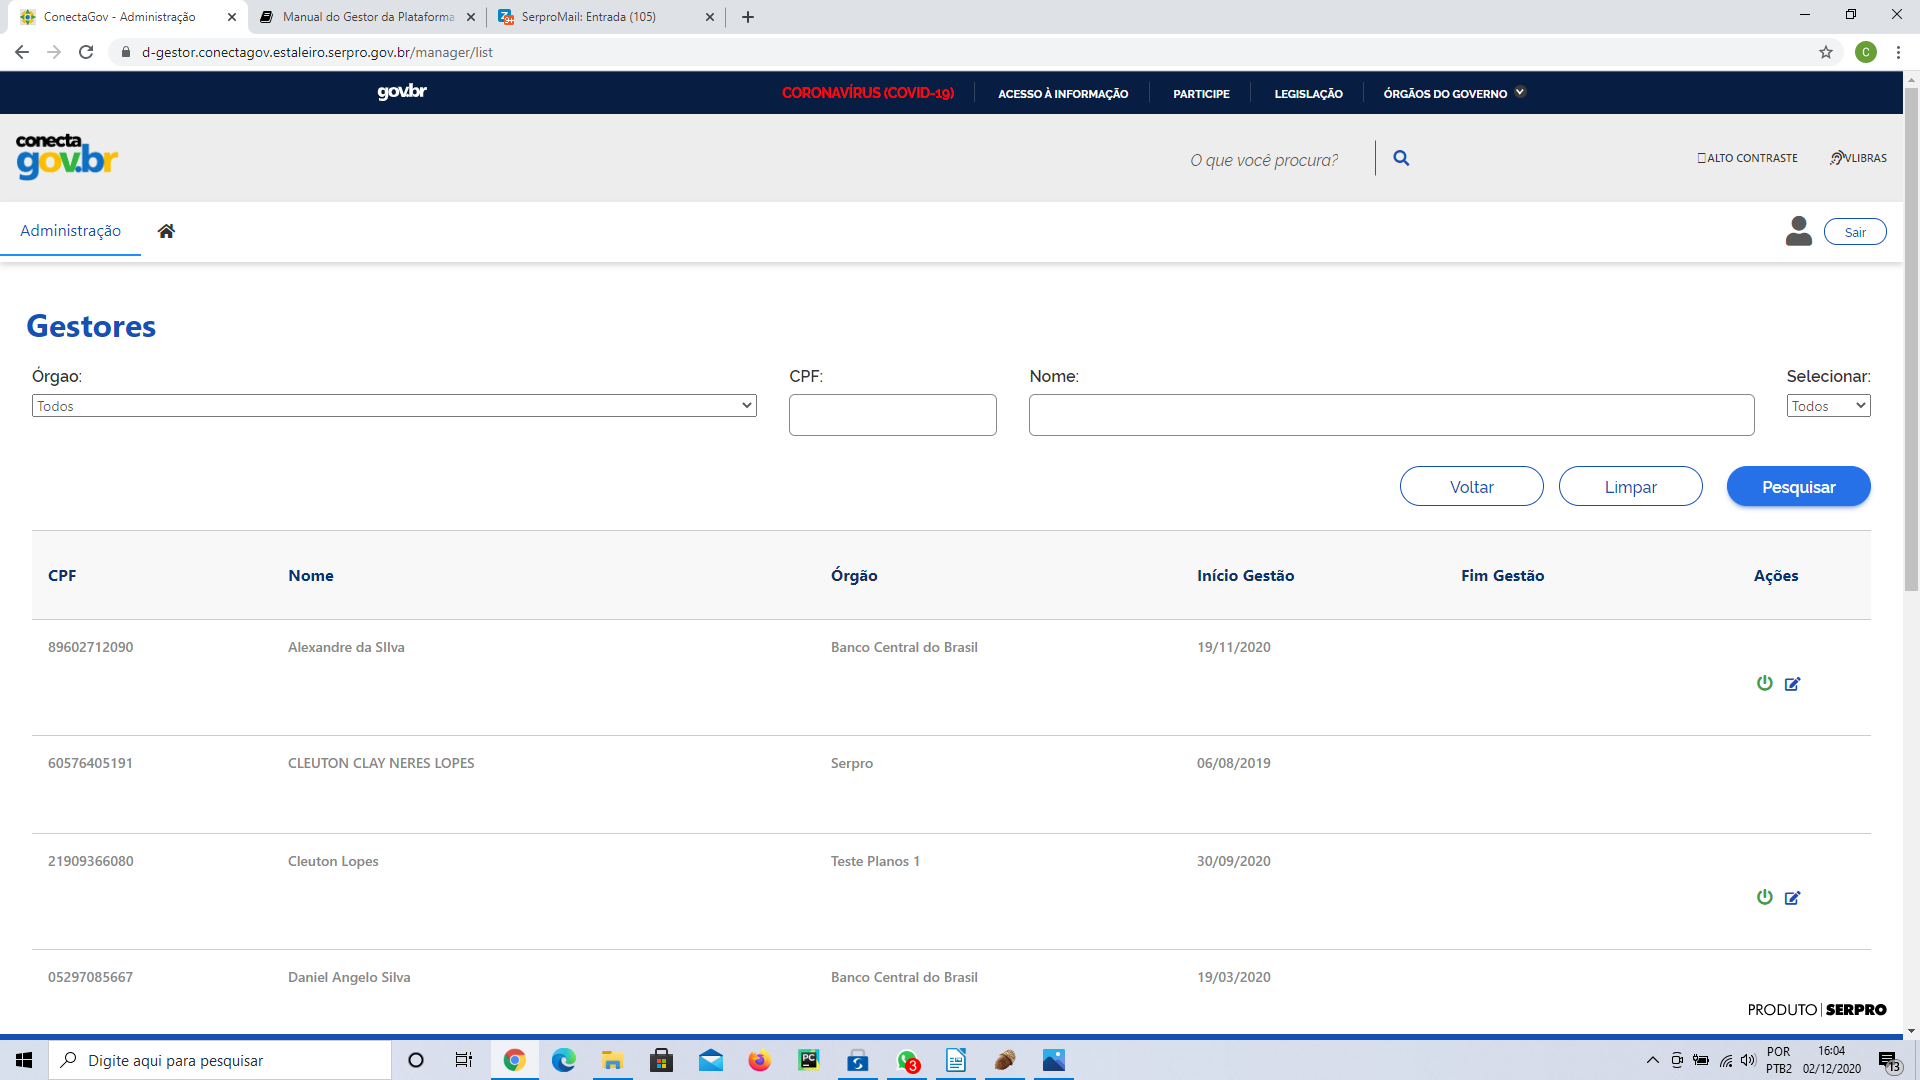 ConectaGov - Administração
Manual do Gestor da Plataforma
SerproMail: Entrada (105)
d-gestor.conectagov.estaleiro.serpro.gov.br/manager/list
C
gov.br
CORONAVÍRUS (COVID-19)
ACESSO À INFORMAÇÃO
PARTICIPE
LEGISLAÇÃO
ÓRGÃOS DO GOVERNO
conecta
gov.br
O que você procura?
ALTO CONTRASTE
VLIBRAS
Administração
Sair
Gestores
Órgao:
CPF:
Nome:
Selecionar:
Todos
Todos
Voltar
Limpar
Pesquisar
CPF Nome Órgão Início Gestão Fim Gestão Ações
89602712090 Alexandre da SIlva Banco Central do Brasil 19/11/2020
60576405191 CLEUTON CLAY NERES LOPES Serpro 06/08/2019
21909366080 Cleuton Lopes Teste Planos 1 30/09/2020
05297085667 Daniel Angelo Silva Banco Central do Brasil 19/03/2020
PRODUTO | SERPRO
Digite aqui para pesquisar
PC
3
POR
PTB2
16:04
02/12/2020
13